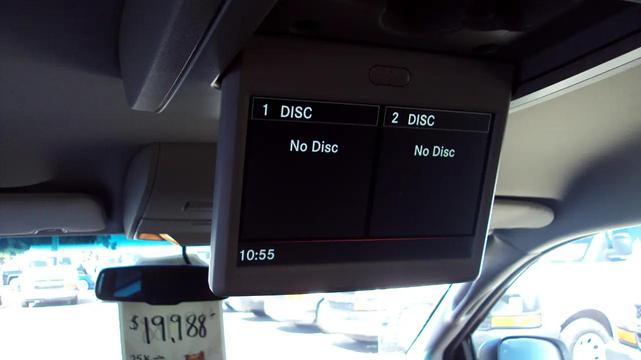 1 DISC
No Disc
2 DISC
No Disc
10:55
$19,988